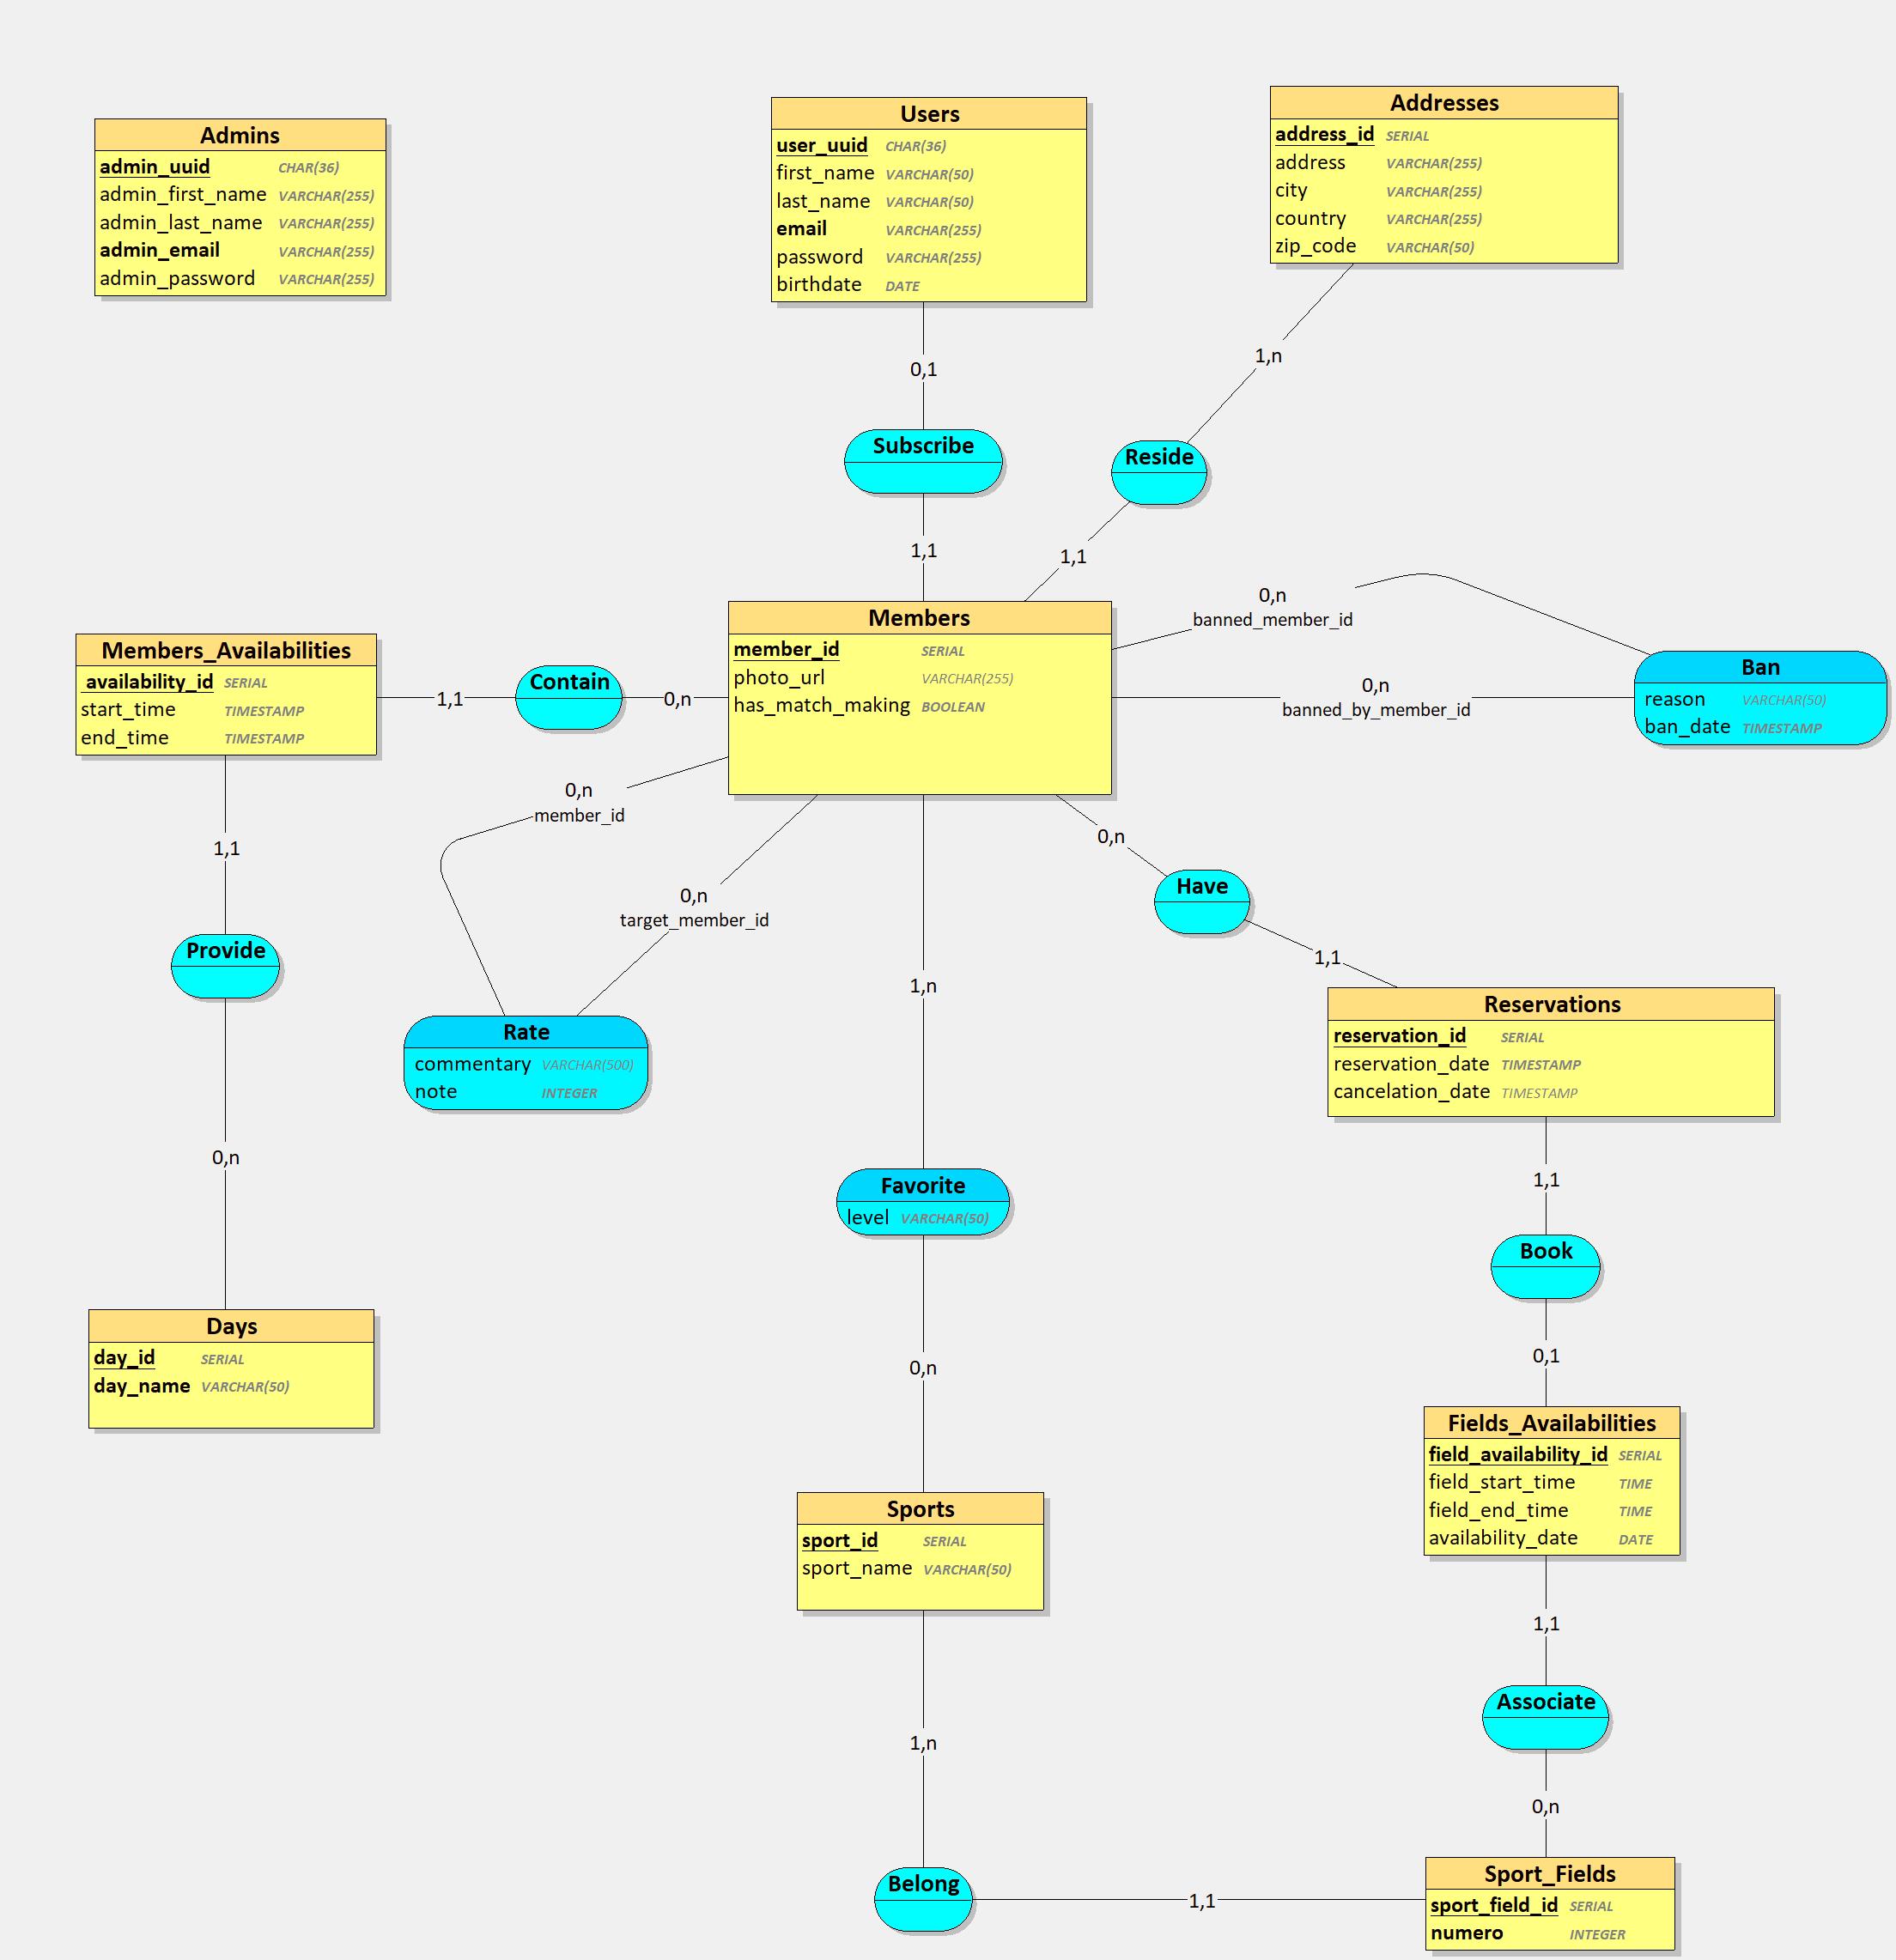 Admins
admin_uuid CHAR(36)
admin_first_name VARCHAR(255)
admin_last_name VARCHAR(255)
admin_email VARCHAR(255)
admin_password VARCHAR(255)
Users
user_uuid CHAR(36)
first_name VARCHAR(50)
last_name VARCHAR(50)
email VARCHAR(255)
password VARCHAR(255)
birthdate DATE
Addresses
address_id SERIAL
address VARCHAR(255)
city VARCHAR(255)
country VARCHAR(255)
zip_code VARCHAR(50)
0,1
1,n
Subscribe
Reside
1,1
1,1
Members_Availabilities
availability_id SERIAL
start_time TIMESTAMP
end_time TIMESTAMP
1,1
Contain
0,n
Members
member_id SERIAL
photo_url VARCHAR(255)
has_match_making BOOLEAN
0,n
banned_member_id
0,n
banned_by_member_id
Ban
reason VARCHAR(50)
ban_date TIMESTAMP
0,n
member_id
0,n
target_member_id
0,n
Have
1,1
1,1
Provide
0,n
Rate
commentary VARCHAR(500)
note INTEGER
1,n
Reservations
reservation_id SERIAL
reservation_date TIMESTAMP
cancelation_date TIMESTAMP
Favorite
level VARCHAR(50)
1,1
Book
0,1
Days
day_id SERIAL
day_name VARCHAR(50)
0,n
Fields_Availabilities
field_availability_id SERIAL
field_start_time TIME
field_end_time TIME
availability_date DATE
Sports
sport_id SERIAL
sport_name VARCHAR(50)
1,1
Associate
0,n
1,n
Belong
1,1
Sport_Fields
sport_field_id SERIAL
numero INTEGER